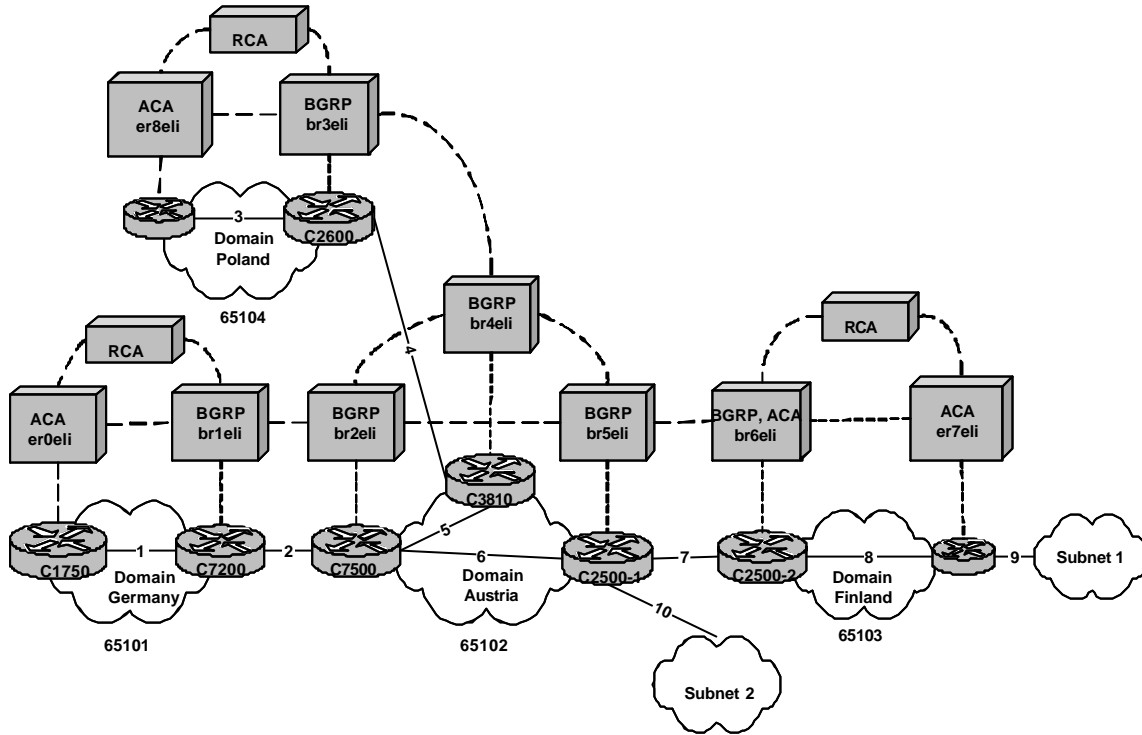 RCA
ACA
er8eli
BGRP
br3eli
3
Domain
Poland
C2600
65104
BGRP
br4eli
4
RCA
RCA
ACA
er0eli
BGRP
br1eli
BGRP
br2eli
BGRP
br5eli
BGRP, ACA
br6eli
ACA
er7eli
C3810
5
C1750
1
C7200
2
C7500
6
C2500-1
7
C2500-2
8
9
Subnet 1
Domain
Germany
Domain
Austria
Domain
Finland
10
65101
65102
65103
Subnet 2